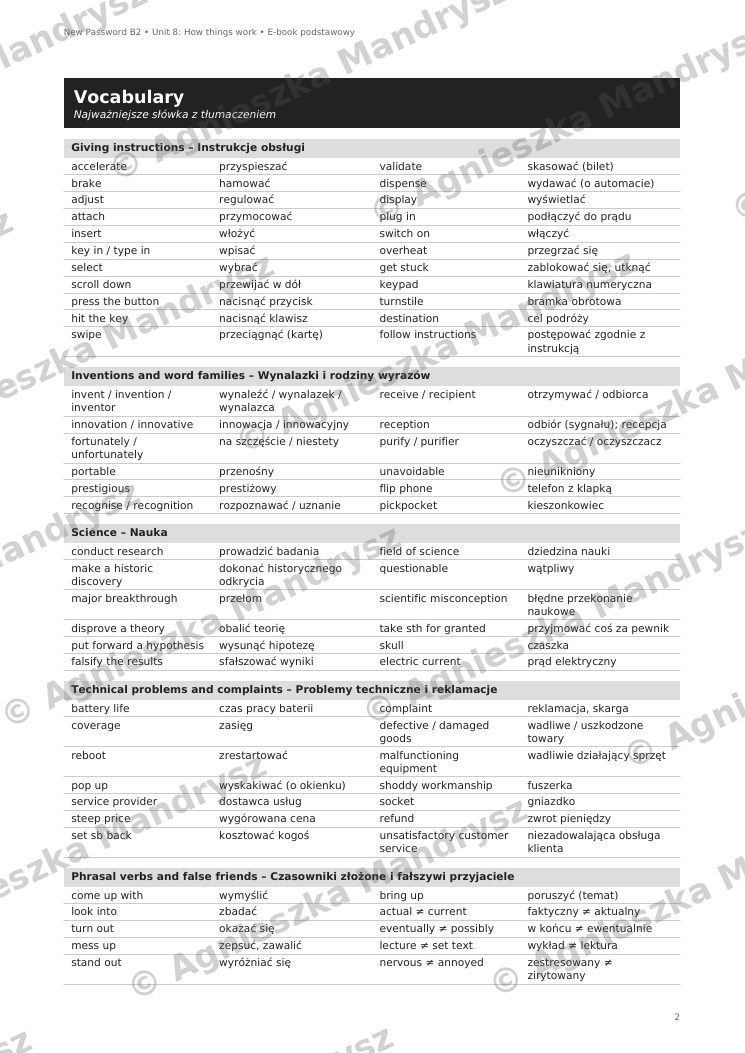 New Password B2 • Unit 8: How things work • E-book podstawowy
Vocabulary
Najważniejsze słówka z tłumaczeniem
Giving instructions – Instrukcje obsługi
accelerate przyspieszać validate skasować (bilet)
brake hamować dispense wydawać (o automacie)
adjust regulować display wyświetlać
attach przymocować plug in podłączyć do prądu
insert włożyć switch on włączyć
key in / type in wpisać overheat przegrzać się
select wybrać get stuck zablokować się, utknąć
scroll down przewijać w dół keypad klawiatura numeryczna
press the button nacisnąć przycisk turnstile bramka obrotowa
hit the key nacisnąć klawisz destination cel podróży
swipe przeciągnąć (kartę) follow instructions postępować zgodnie z
instrukcją
Inventions and word families – Wynalazki i rodziny wyrazów
invent / invention / wynaleźć / wynalazek / receive / recipient otrzymywać / odbiorca
inventor wynalazca
innovation / innovative innowacja / innowacyjny reception odbiór (sygnału); recepcja
fortunately / na szczęście / niestety purify / purifier oczyszczać / oczyszczacz
unfortunately
portable przenośny unavoidable nieunikniony
prestigious prestiżowy flip phone telefon z klapką
recognise / recognition rozpoznawać / uznanie pickpocket kieszonkowiec
Science – Nauka
conduct research prowadzić badania field of science dziedzina nauki
make a historic dokonać historycznego questionable wątpliwy
discovery odkrycia
major breakthrough przełom scientific misconception błędne przekonanie
naukowe
disprove a theory obalić teorię take sth for granted przyjmować coś za pewnik
put forward a hypothesis wysunąć hipotezę skull czaszka
falsify the results sfałszować wyniki electric current prąd elektryczny
Technical problems and complaints – Problemy techniczne i reklamacje
battery life czas pracy baterii complaint reklamacja, skarga
coverage zasięg defective / damaged wadliwe / uszkodzone
goods towary
reboot zrestartować malfunctioning wadliwie działający sprzęt
equipment
pop up wyskakiwać (o okienku) shoddy workmanship fuszerka
service provider dostawca usług socket gniazdko
steep price wygórowana cena refund zwrot pieniędzy
set sb back kosztować kogoś unsatisfactory customer niezadowalająca obsługa
service klienta
Phrasal verbs and false friends – Czasowniki złożone i fałszywi przyjaciele
come up with wymyślić bring up poruszyć (temat)
look into zbadać actual ≠ current faktyczny ≠ aktualny
turn out okazać się eventually ≠ possibly w końcu ≠ ewentualnie
mess up zepsuć, zawalić lecture ≠ set text wykład ≠ lektura
stand out wyróżniać się nervous ≠ annoyed zestresowany ≠
zirytowany
2
© Agnieszka Mandrysz